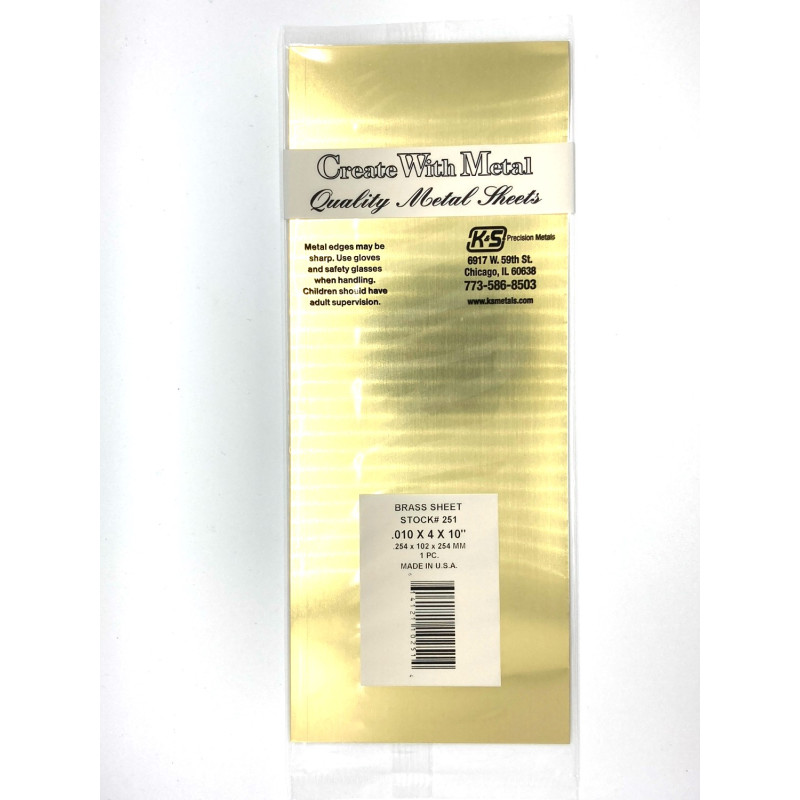 Create With Metal
Quality Metal Sheets
Metal edges may be
sharp. Use gloves
and safety glasses
when handling.
Children should have
adult supervision.
K&S Precision Metals
6917 W. 59th St.
Chicago, IL 60638
773-586-8503
www.kametals.com
BRASS SHEET
STOCK# 251
.010 X 4 X 10"
.254 x 102 x 254 MM
1 PC.
MADE IN U.S.A.